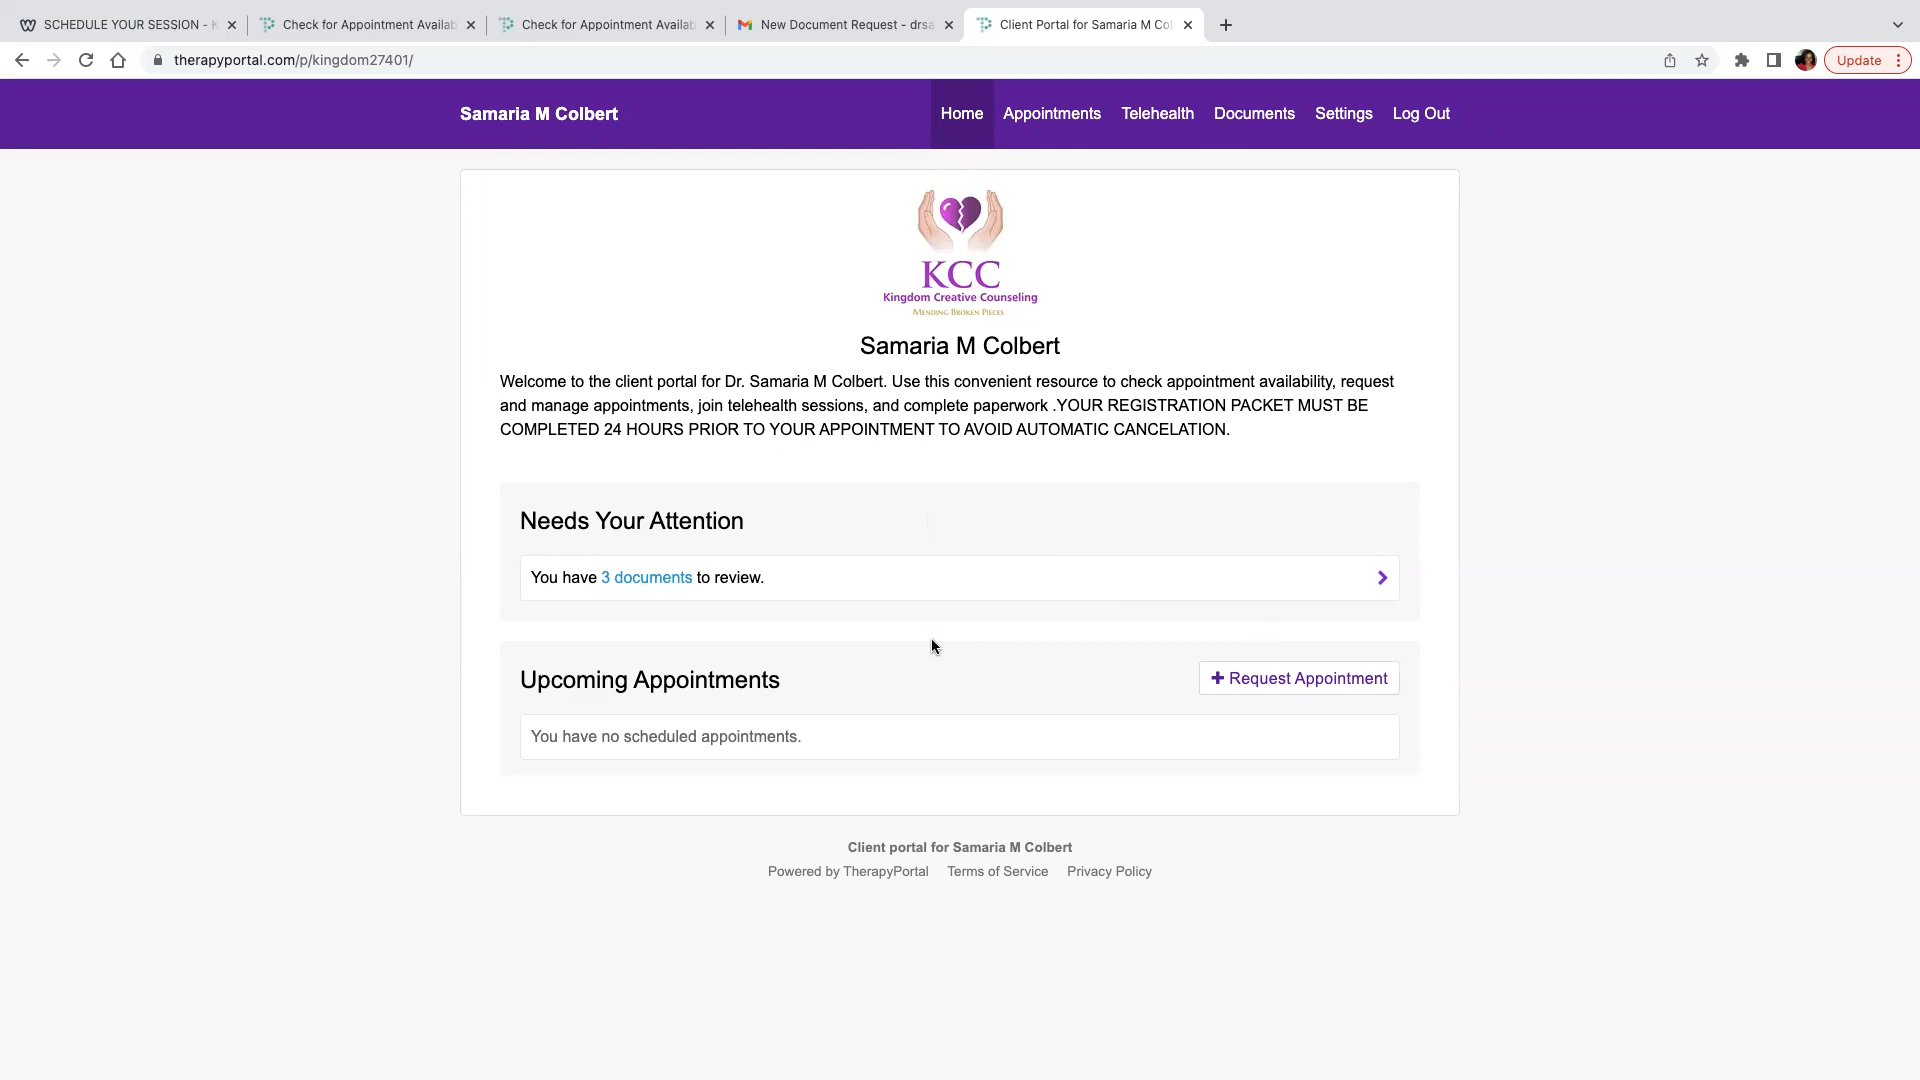 SCHEDULE YOUR SESSION - K
Check for Appointment Availab
Check for Appointment Availab
New Document Request - drsa
Client Portal for Samaria M Col
therapyportal.com/p/kingdom27401/
Update
Samaria M Colbert
Home
Appointments
Telehealth
Documents
Settings
Log Out
KCC
Kingdom Creative Counseling
Mending Broken Pieces
Samaria M Colbert
Welcome to the client portal for Dr. Samaria M Colbert. Use this convenient resource to check appointment availability, request
and manage appointments, join telehealth sessions, and complete paperwork .YOUR REGISTRATION PACKET MUST BE
COMPLETED 24 HOURS PRIOR TO YOUR APPOINTMENT TO AVOID AUTOMATIC CANCELATION.
Needs Your Attention
You have 3 documents to review.
Upcoming Appointments
+ Request Appointment
You have no scheduled appointments.
Client portal for Samaria M Colbert
Powered by TherapyPortal Terms of Service Privacy Policy